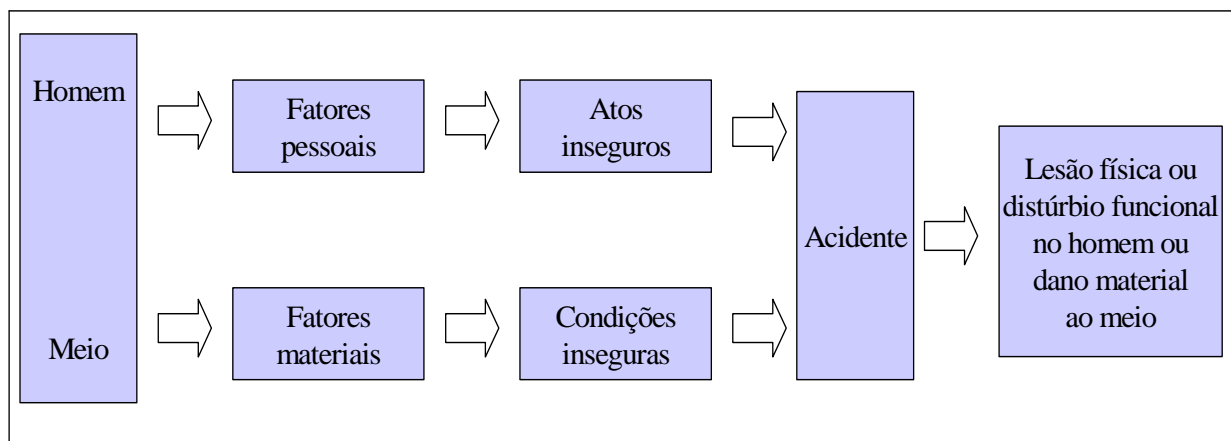 Homem
Meio
Fatores
pessoais
Atos
inseguros
Fatores
materiais
Condições
inseguras
Acidente
Lesão física ou
distúrbio funcional
no homem ou
dano material
ao meio